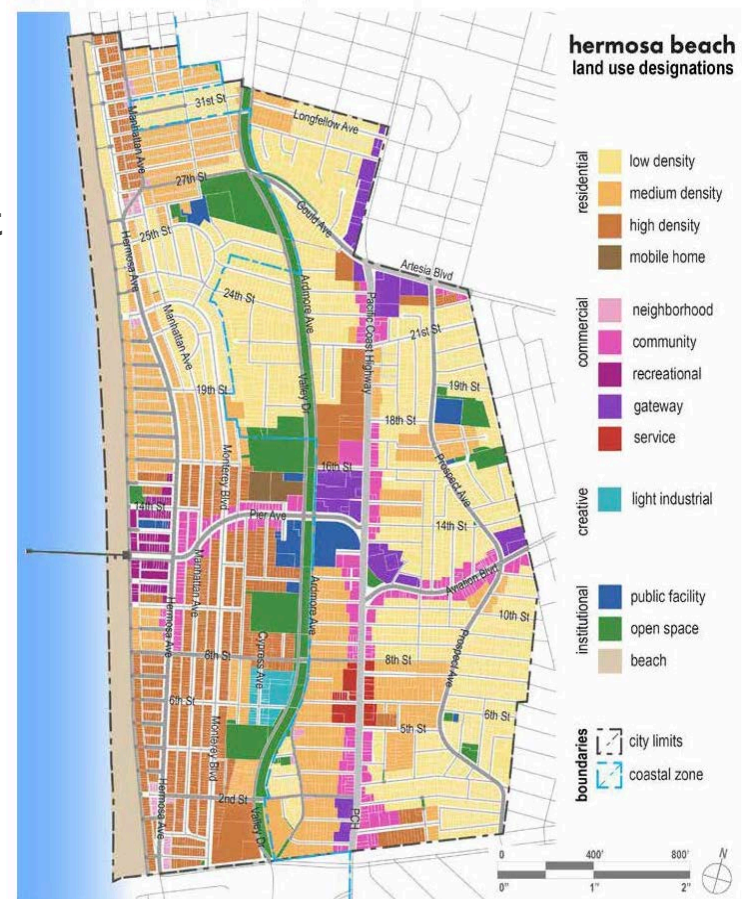 hermosa beach
land use designations
residential
low density
medium density
high density
mobile home
commercial
neighborhood
community
recreational
gateway
service
creative
light industrial
institutional
public facility
open space
beach
boundaries
city limits
coastal zone
0 400' 800'
0" 1" 2"
N
31st St
Longfellow Ave
Manhattan Ave
27th St
Gould Ave
25th St
Hermosa Ave
Artesia Blvd
24th St
Ardmore Ave
Pacific Coast Highway
Manhattan Ave
21st St
Valley Dr
19th St
19th St
18th St
Monterey Blvd
16th St
Prospect Ave
14th St
Pier Ave
14th St
Manhattan Ave
Aviation Blvd
Ardmore Ave
Hermosa Ave
10th St
Cypress Ave
Prospect Ave
8th St
8th St
6th St
6th St
5th St
Monterey Blvd
2nd St
Hermosa Ave
Valley Dr
PCH